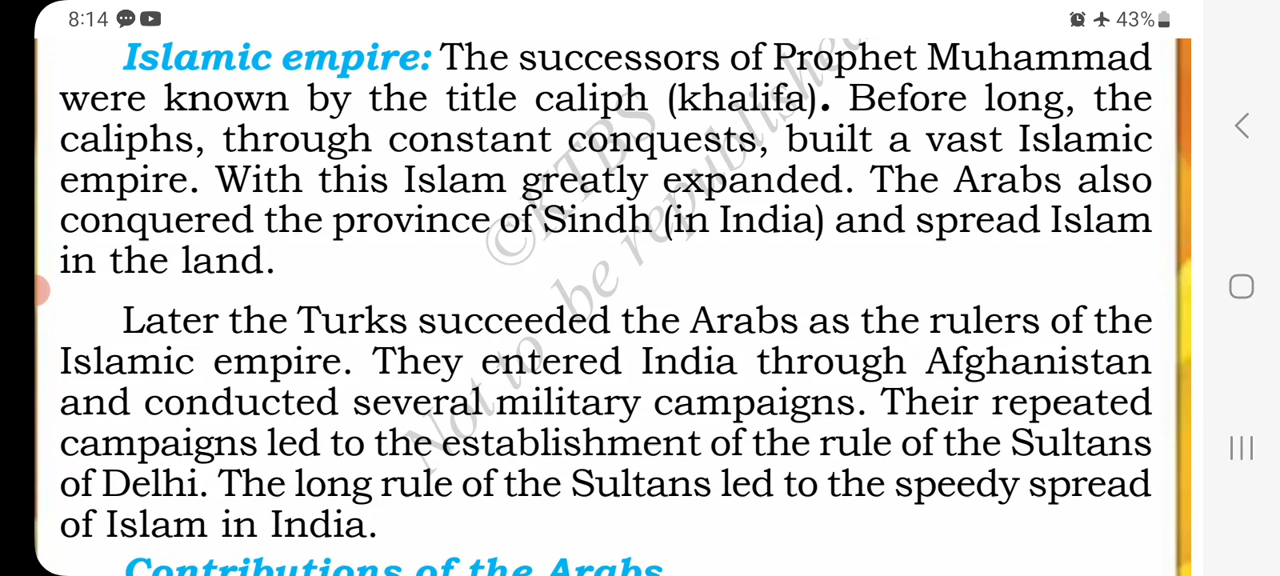 8:14
43%
Islamic empire: The successors of Prophet Muhammad
were known by the title caliph (khalifa). Before long, the
caliphs, through constant conquests, built a vast Islamic
empire. With this Islam greatly expanded. The Arabs also
conquered the province of Sindh (in India) and spread Islam
in the land.
Later the Turks succeeded the Arabs as the rulers of the
Islamic empire. They entered India through Afghanistan
and conducted several military campaigns. Their repeated
campaigns led to the establishment of the rule of the Sultans
of Delhi. The long rule of the Sultans led to the speedy spread
of Islam in India.
Contributions of the Arabs
©KTBS
Not to be republished